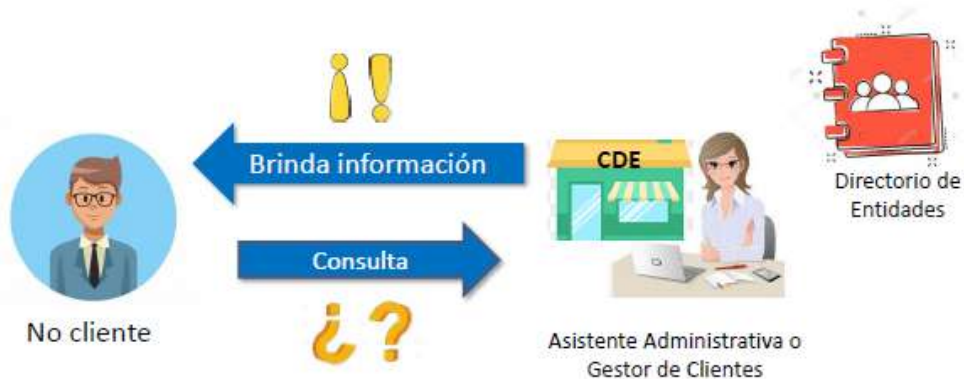 ¡!
Brinda información
CDE
Directorio de
Entidades
Consulta
No cliente
¿?
Asistente Administrativa o
Gestor de Clientes